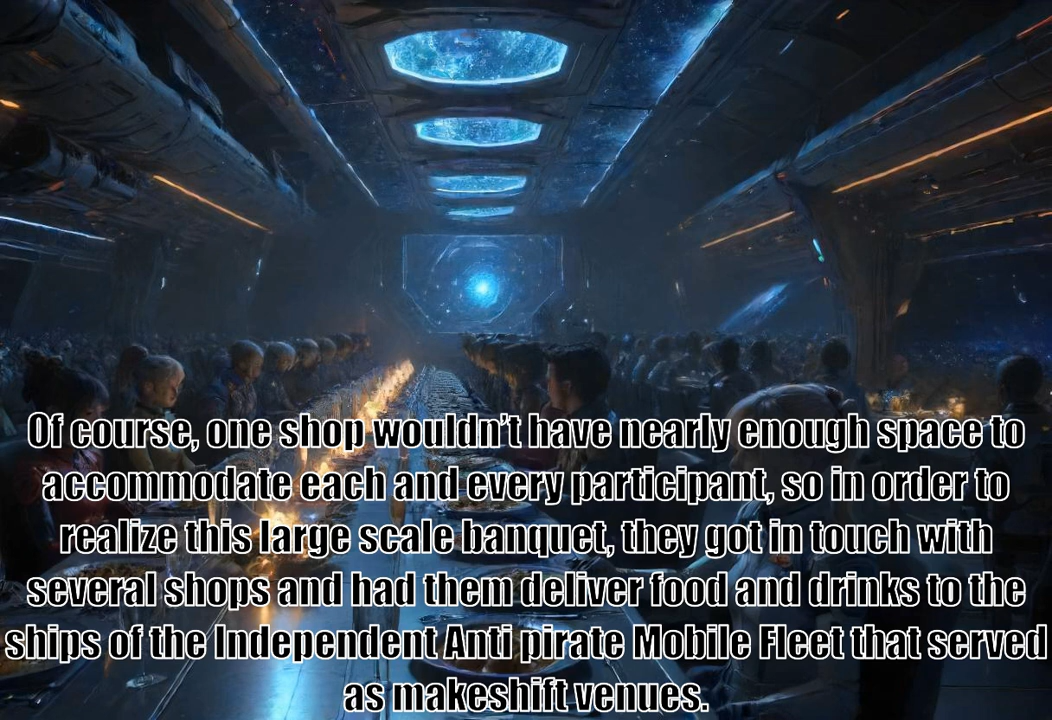 Of course, one shop wouldn't have nearly enough space to
accommodate each and every participant, so in order to
realize this large scale banquet, they got in touch with
several shops and had them deliver food and drinks to the
ships of the Independent Anti pirate Mobile Fleet that served
as makeshift venues.